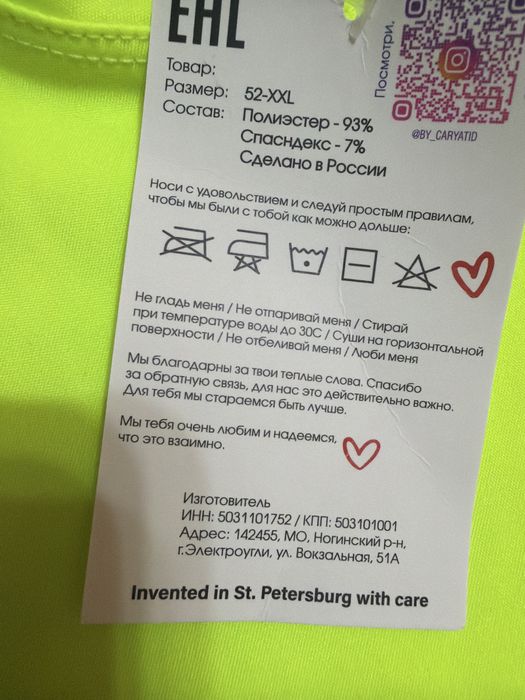 EAC
Посмотри.
@BY_CARYATID
Товар:
Размер: 52-XXL
Состав: Полиэстер - 93%
Спасндекс - 7%
Сделано в России
Носи с удовольствием и следуй простым правилам,
чтобы мы были с тобой как можно дольше:
Не гладь меня / Не отпаривай меня / Стирай
при температуре воды до 30С / Суши на горизонтальной
поверхности / Не отбеливай меня / Люби меня
Мы благодарны за твои теплые слова. Спасибо
за обратную связь, для нас это действительно важно.
Для тебя мы стараемся быть лучше.
Мы тебя очень любим и надеемся,
что это взаимно.
Изготовитель
ИНН: 5031101752 / КПП: 503101001
Адрес: 142455, МО, Ногинский р-н,
г.Электроугли, ул. Вокзальная, 51А
Invented in St. Petersburg with care